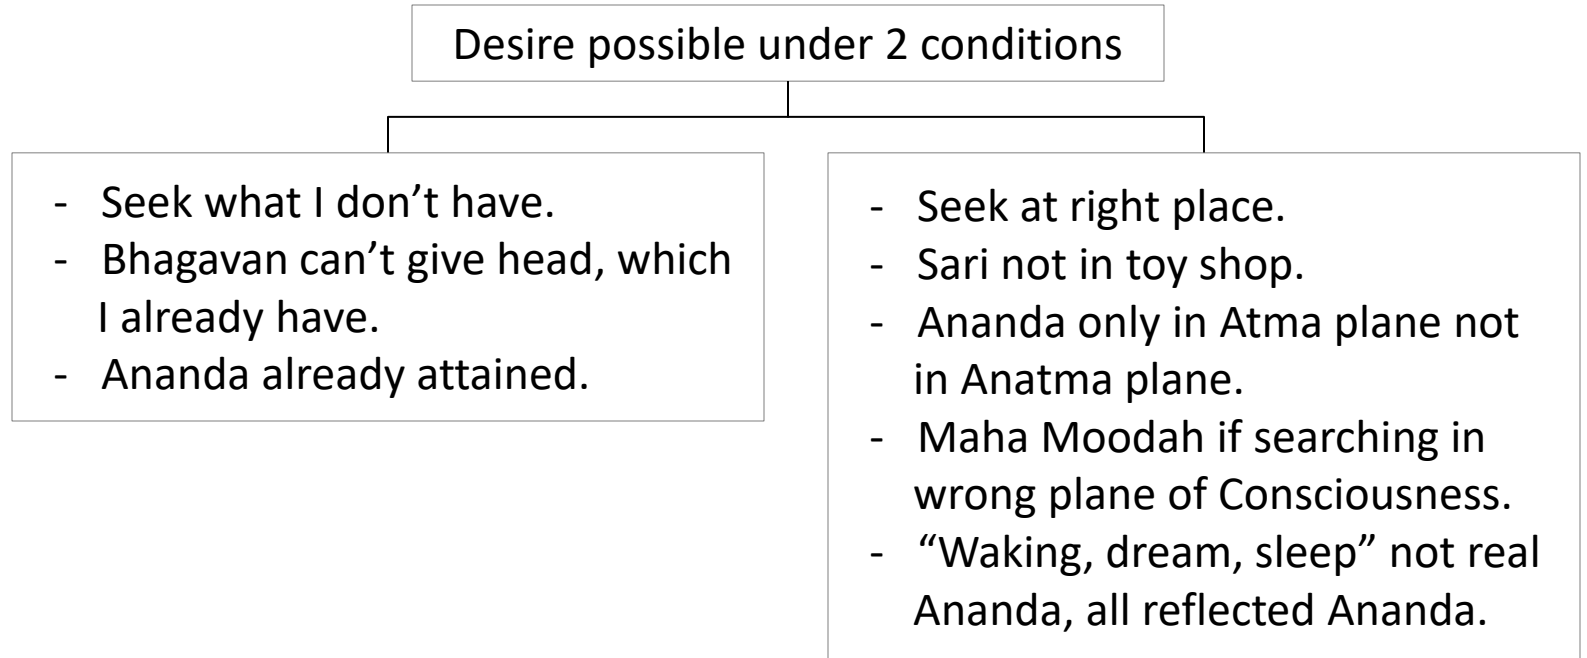 Desire possible under 2 conditions
- Seek what I don’t have.
- Bhagavan can’t give head, which
I already have.
- Ananda already attained.
- Seek at right place.
- Sari not in toy shop.
- Ananda only in Atma plane not
in Anatma plane.
- Maha Moodah if searching in
wrong plane of Consciousness.
- “Waking, dream, sleep” not real
Ananda, all reflected Ananda.